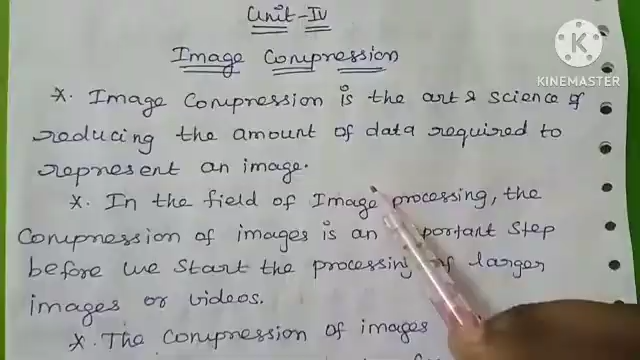 Unit-IV
Image Compression
K
KINEMASTER
*. Image Compression is the art & science of
reducing the amount of data required to
represent an image.
*. In the field of Image processing, the
Compression of images is an portant step
before we start the processing of larger
images or videos.
*. The Compression of images